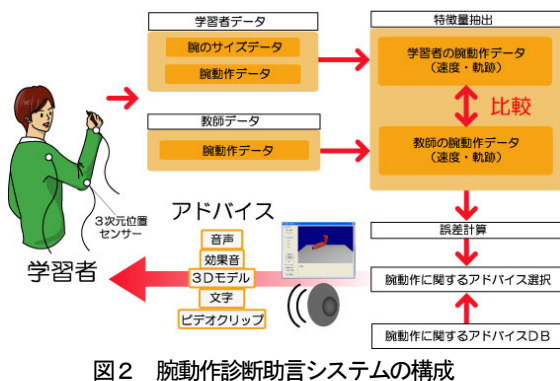 学習者データ
腕のサイズデータ
腕動作データ
教師データ
腕動作データ
特徴量抽出
学習者の腕動作データ
（速度・軌跡）
比較
教師の腕動作データ
（速度・軌跡）
3次元位置
センサー
学習者
アドバイス
音声
効果音
3Dモデル
文字
ビデオクリップ
誤差計算
腕動作に関するアドバイス選択
腕動作に関するアドバイスDB
図2　腕動作診断助言システムの構成